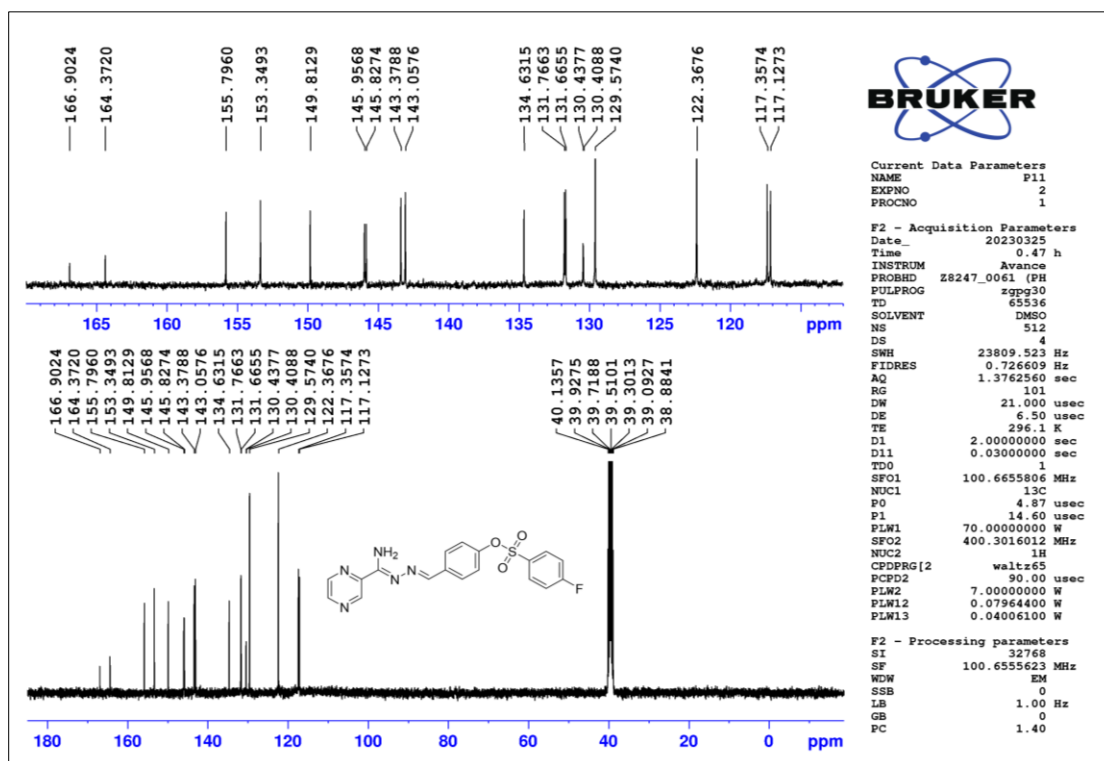 166.9024
164.3720
155.7960
153.3493
149.8129
145.9568
145.8274
143.3788
143.0576
134.6315
131.7663
131.6655
130.4377
130.4088
129.5740
122.3676
117.3574
117.1273
165 160 155 150 145 140 135 130 125 120 ppm
166.9024
164.3720
155.7960
153.3493
149.8129
145.9568
145.8274
143.3788
143.0576
134.6315
131.7663
131.6655
130.4377
130.4088
129.5740
122.3676
117.3574
117.1273
40.1357
39.9275
39.7188
39.5101
39.3013
39.0927
38.8841
NH2
N
N
N
N
O
S
O
O
F
180 160 140 120 100 80 60 40 20 0 ppm
BRUKER
Current Data Parameters
NAME P11
EXPNO 2
PROCNO 1
F2 - Acquisition Parameters
Date_ 20230325
Time 0.47 h
INSTRUM Avance
PROBHD Z8247_0061 (PH
PULPROG zgpg30
TD 65536
SOLVENT DMSO
NS 512
DS 4
SWH 23809.523 Hz
FIDRES 0.726609 Hz
AQ 1.3762560 sec
RG 101
DW 21.000 usec
DE 6.50 usec
TE 296.1 K
D1 2.00000000 sec
D11 0.03000000 sec
TD0 1
SFO1 100.6655806 MHz
NUC1 13C
P0 4.87 usec
P1 14.60 usec
PLW1 70.00000000 W
SFO2 400.3016012 MHz
NUC2 1H
CPDPRG[2 waltz65
PCPD2 90.00 usec
PLW2 7.00000000 W
PLW12 0.07964400 W
PLW13 0.04006100 W
F2 - Processing parameters
SI 32768
SF 100.6555623 MHz
WDW EM
SSB 0
LB 1.00 Hz
GB 0
PC 1.40